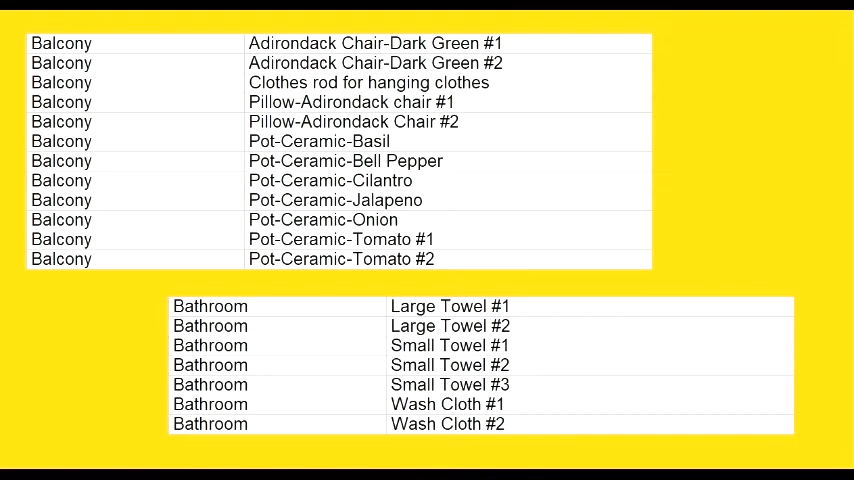 Balcony Adirondack Chair-Dark Green #1
Balcony Adirondack Chair-Dark Green #2
Balcony Clothes rod for hanging clothes
Balcony Pillow-Adirondack chair #1
Balcony Pillow-Adirondack Chair #2
Balcony Pot-Ceramic-Basil
Balcony Pot-Ceramic-Bell Pepper
Balcony Pot-Ceramic-Cilantro
Balcony Pot-Ceramic-Jalapeno
Balcony Pot-Ceramic-Onion
Balcony Pot-Ceramic-Tomato #1
Balcony Pot-Ceramic-Tomato #2
Bathroom Large Towel #1
Bathroom Large Towel #2
Bathroom Small Towel #1
Bathroom Small Towel #2
Bathroom Small Towel #3
Bathroom Wash Cloth #1
Bathroom Wash Cloth #2